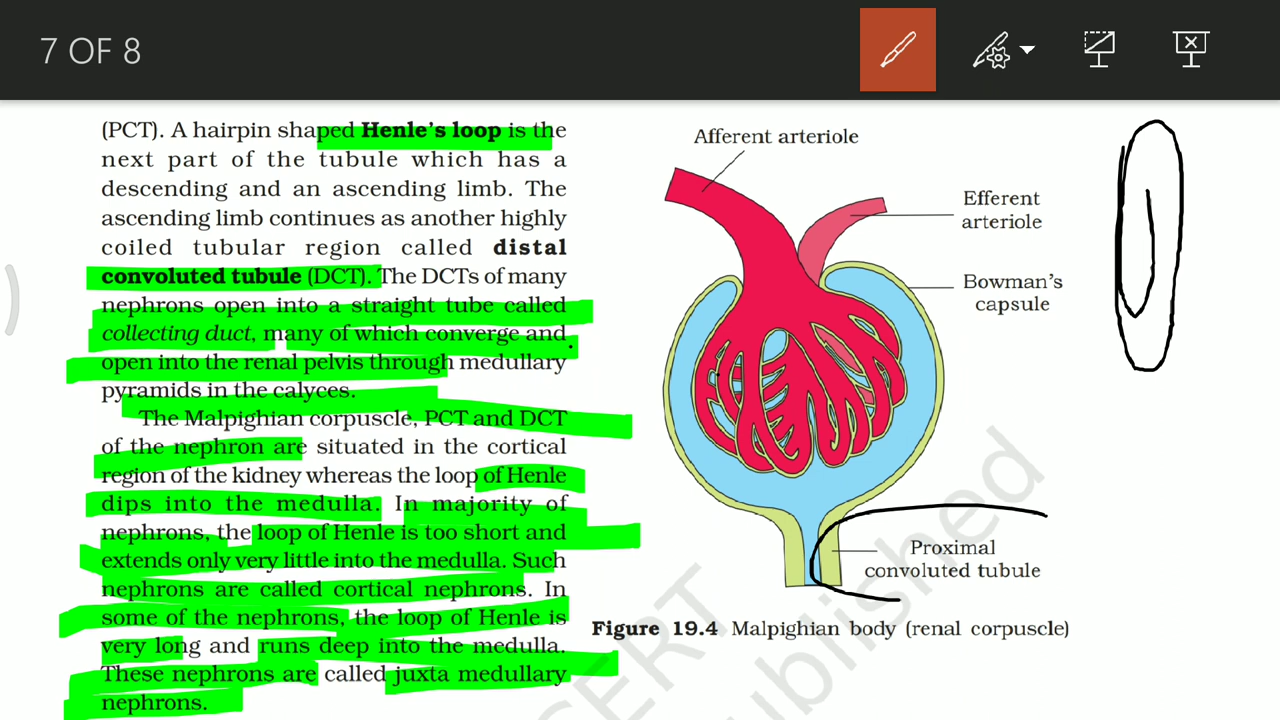 7 OF 8
(PCT). A hairpin shaped Henle's loop is the
next part of the tubule which has a
descending and an ascending limb. The
ascending limb continues as another highly
coiled tubular region called distal
convoluted tubule (DCT). The DCTs of many
nephrons open into a straight tube called
collecting duct, many of which converge and
open into the renal pelvis through medullary
pyramids in the calyces.
The Malpighian corpuscle, PCT and DCT
of the nephron are situated in the cortical
region of the kidney whereas the loop of Henle
dips into the medulla. In majority of
nephrons, the loop of Henle is too short and
extends only very little into the medulla. Such
nephrons are called cortical nephrons. In
some of the nephrons, the loop of Henle is
very long and runs deep into the medulla.
These nephrons are called juxta medullary
nephrons.
Afferent arteriole
Efferent
arteriole
Bowman's
capsule
Proximal
convoluted tubule
Figure 19.4 Malpighian body (renal corpuscle)